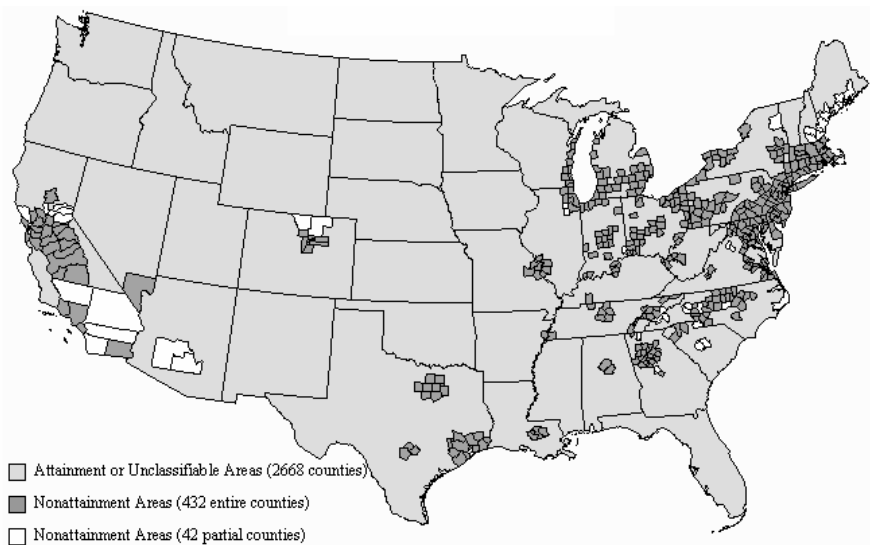 Attainment or Unclassifiable Areas (2668 counties)
Nonattainment Areas (432 entire counties)
Nonattainment Areas (42 partial counties)